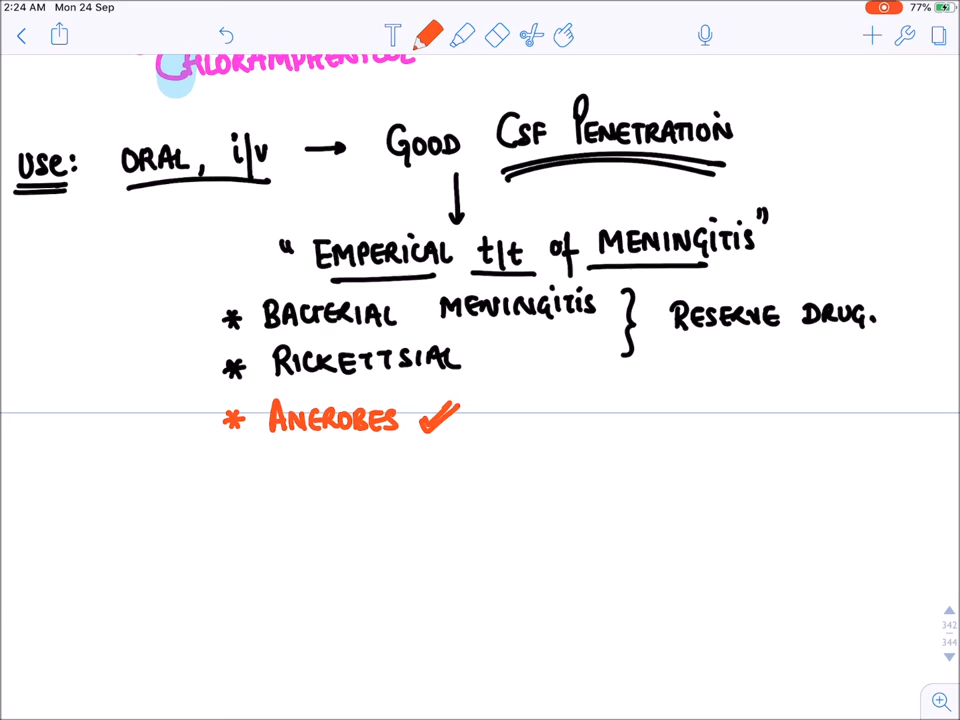 2:24 AM Mon 24 Sep 77%
CHLORAMPHENICOL
USE: ORAL, i/v → GOOD CSF PENETRATION
"EMPERICAL t/t of MENINGITIS"
* BACTERIAL MENINGITIS } RESERVE DRUG.
* RICKETTSIAL
* ANEROBES ✓
342
344